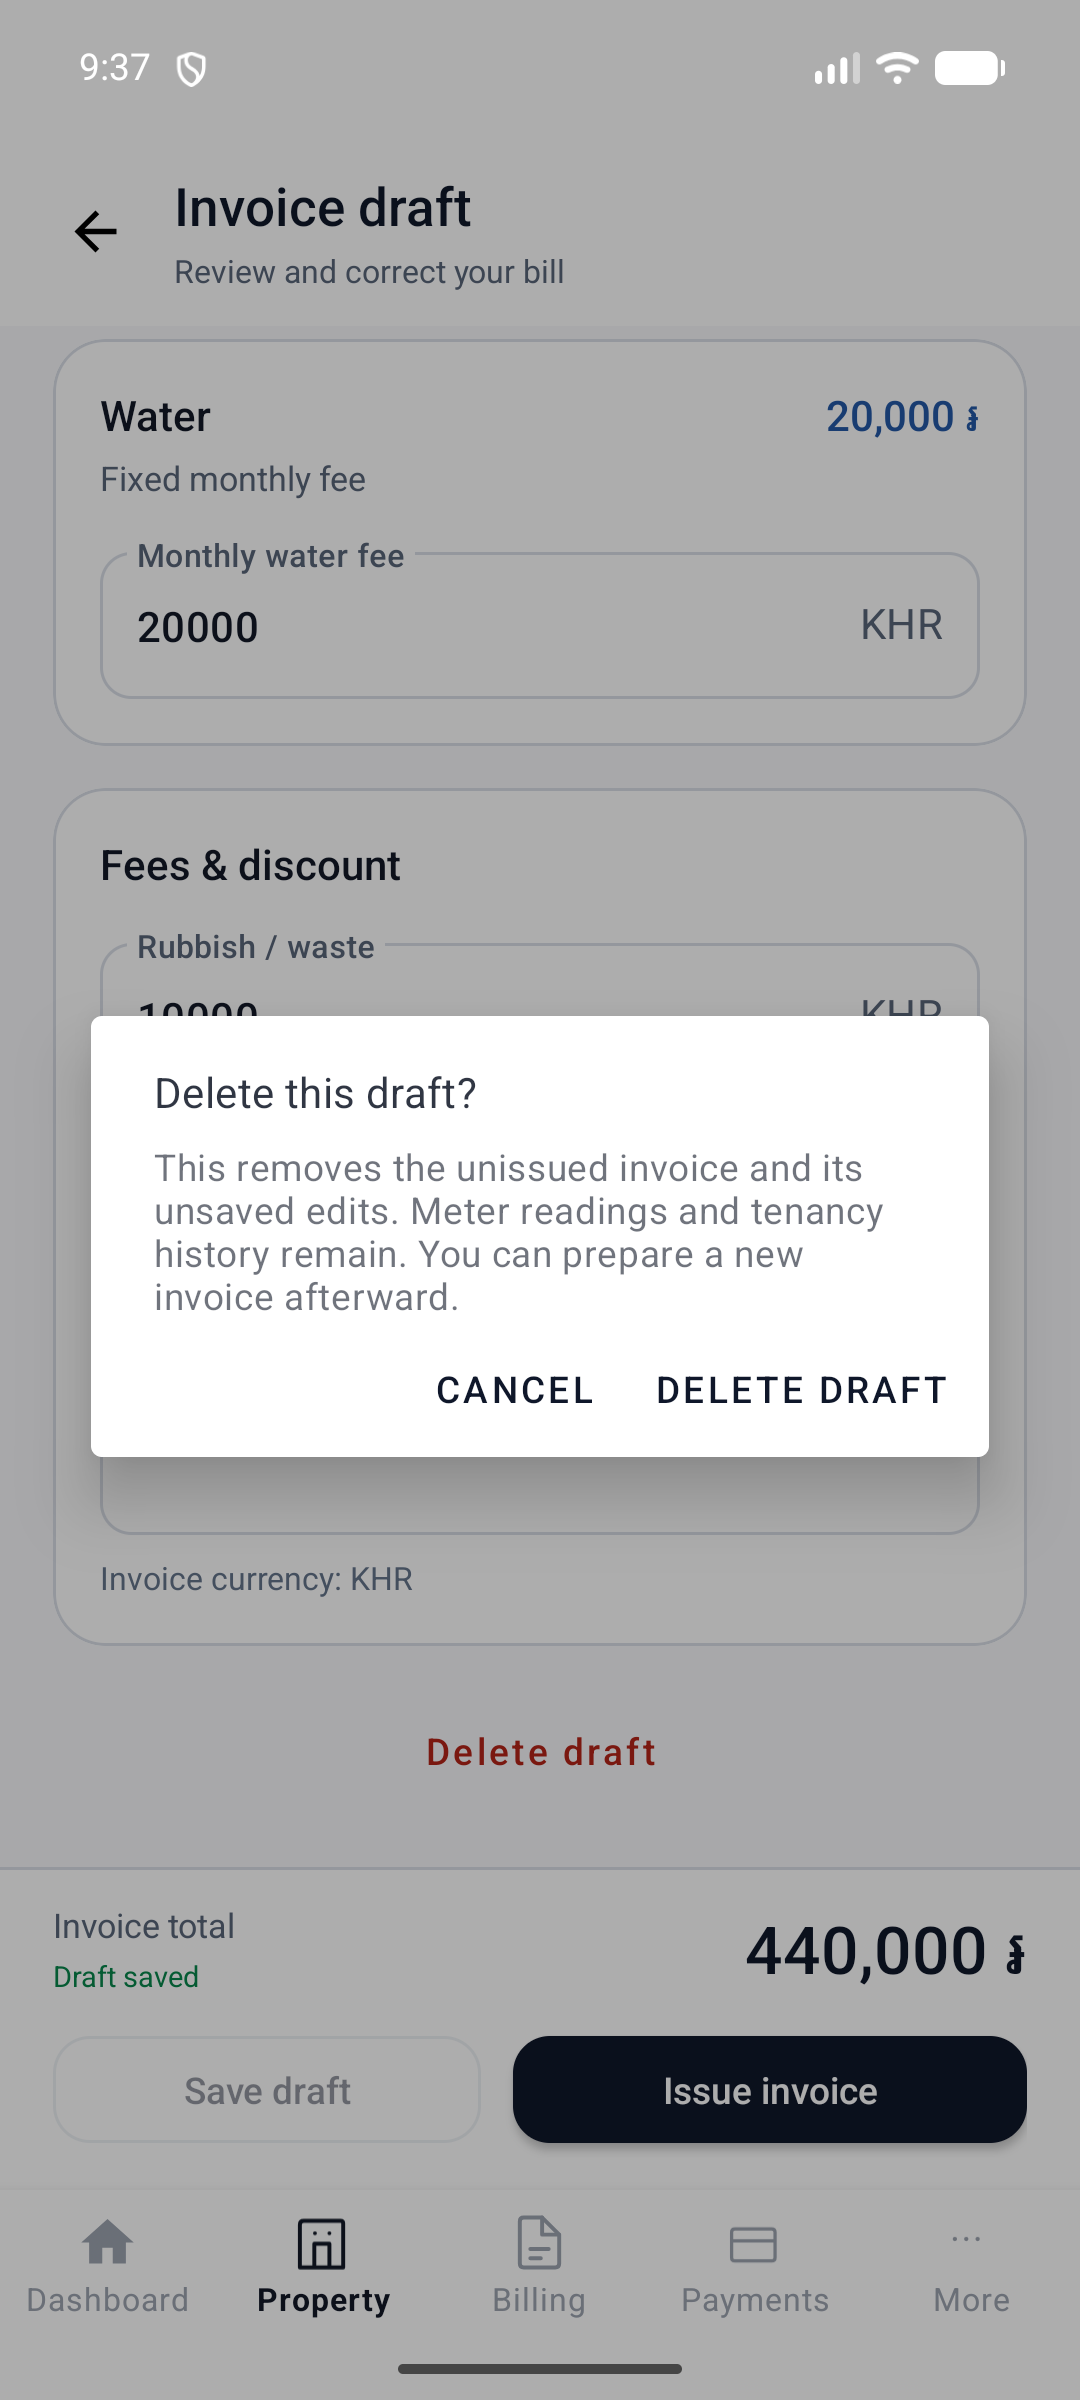 9:37
Invoice draft
Review and correct your bill
Water
20,000 ៛
Fixed monthly fee
Monthly water fee
20000
KHR
Fees & discount
Rubbish / waste
10000
KHR
Delete this draft?
This removes the unissued invoice and its
unsaved edits. Meter readings and tenancy
history remain. You can prepare a new
invoice afterward.
CANCEL
DELETE DRAFT
Invoice currency: KHR
Delete draft
Invoice total
440,000 ៛
Draft saved
Save draft
Issue invoice
Dashboard
Property
Billing
Payments
More